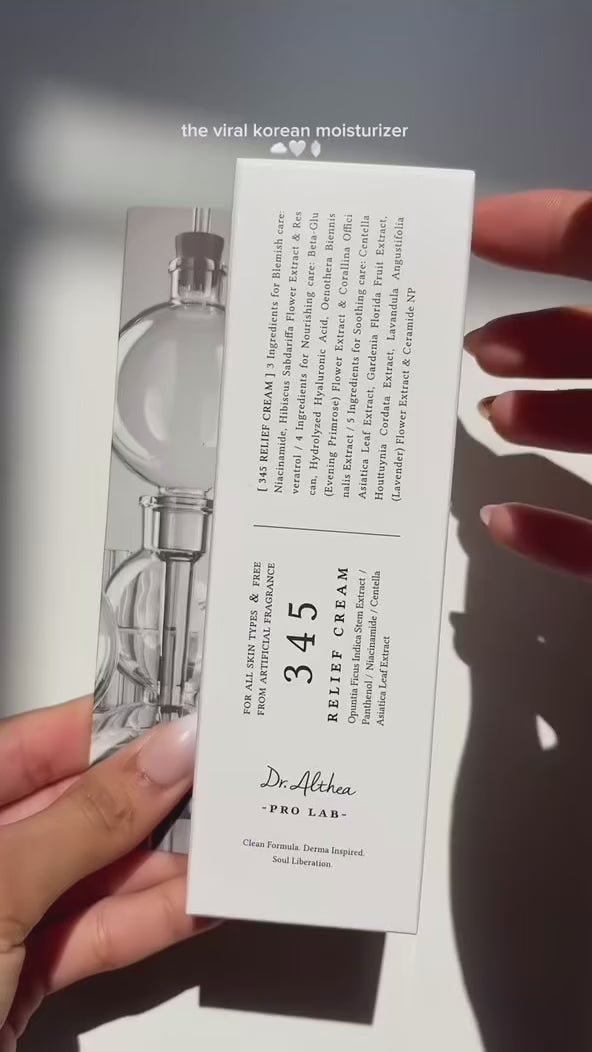 the viral korean moisturizer
☁️🤍
[ 345 RELIEF CREAM ] 3 Ingredients for Blemish care:
Niacinamide, Hibiscus Sabdariffa Flower Extract & Res
veratrol / 4 Ingredients for Nourishing care: Beta-Glu
can, Hydrolyzed Hyaluronic Acid, Oenothera Biennis
(Evening Primrose) Flower Extract & Corallina Offici
nalis Extract / 5 Ingredients for Soothing care: Centella
Asiatica Leaf Extract, Gardenia Florida Fruit Extract,
Houttuynia Cordata Extract, Lavandula Angustifolia
(Lavender) Flower Extract & Ceramide NP
FOR ALL SKIN TYPES & FREE
FROM ARTIFICIAL FRAGRANCE
345
RELIEF CREAM
Opuntia Ficus Indica Stem Extract /
Panthenol / Niacinamide / Centella
Asiatica Leaf Extract
Dr.Althea
-PRO LAB-
Clean Formula. Derma Inspired.
Soul Liberation.